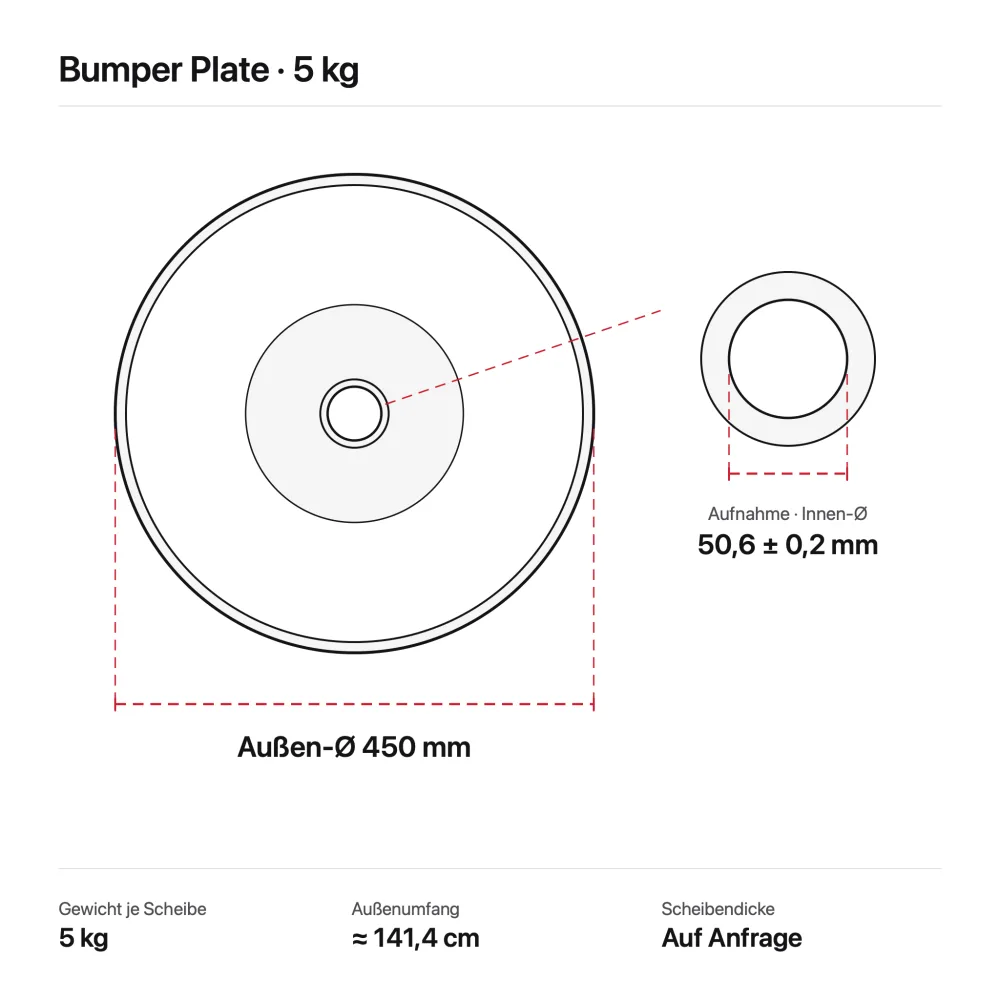 Bumper Plate · 5 kg
Aufnahme · Innen-Ø
50,6 ± 0,2 mm
Außen-Ø 450 mm
Gewicht je Scheibe
5 kg
Außenumfang
≈ 141,4 cm
Scheibendicke
Auf Anfrage